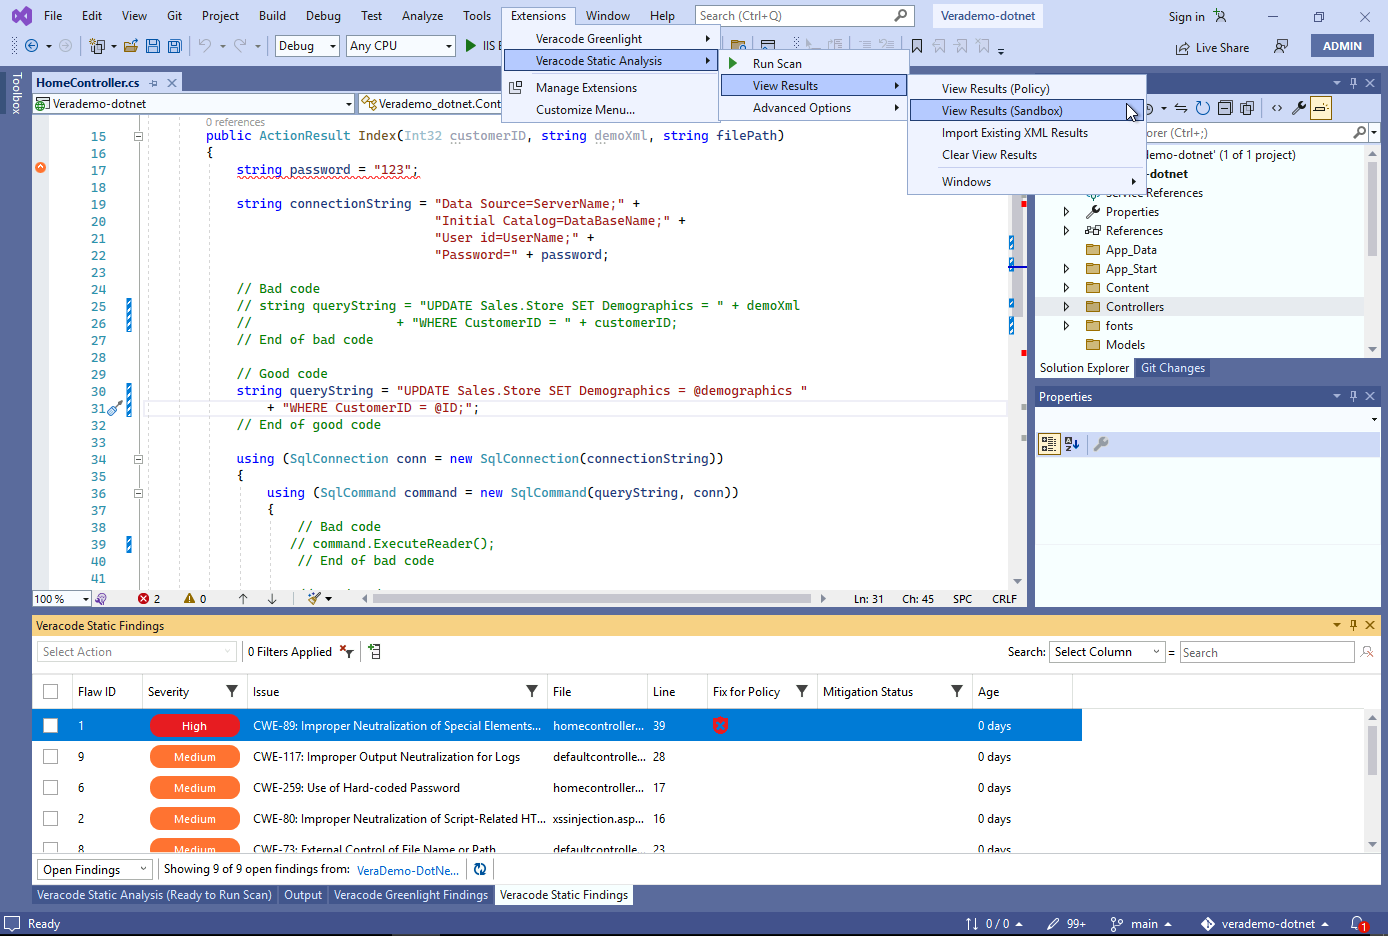 File Edit View Git Project Build Debug Test Analyze Tools Extensions Window Help Search (Ctrl+Q) Verademo-dotnet Sign in
Debug Any CPU IIS E Live Share ADMIN
Veracode Greenlight
Veracode Static Analysis
Manage Extensions
Customize Menu...
Run Scan
View Results
Advanced Options
View Results (Policy)
View Results (Sandbox)
Import Existing XML Results
Clear View Results
Windows
Toolbox
HomeController.cs
Verademo-dotnet Verademo_dotnet.Cont
0 references
15 public ActionResult Index(Int32 customerID, string demoXml, string filePath)
16 {
17 string password = "123";
18
19 string connectionString = "Data Source=ServerName;" +
20 "Initial Catalog=DataBaseName;" +
21 "User id=UserName;" +
22 "Password=" + password;
23
24 // Bad code
25 // string queryString = "UPDATE Sales.Store SET Demographics = " + demoXml
26 // + "WHERE CustomerID = " + customerID;
27 // End of bad code
28
29 // Good code
30 string queryString = "UPDATE Sales.Store SET Demographics = @demographics "
31 + "WHERE CustomerID = @ID;";
32 // End of good code
33
34 using (SqlConnection conn = new SqlConnection(connectionString))
35 {
36 using (SqlCommand command = new SqlCommand(queryString, conn))
37 {
38 // Bad code
39 // command.ExecuteReader();
40 // End of bad code
41
100 % 2 0 Ln: 31 Ch: 45 SPC CRLF
orer (Ctrl+;)
demo-dotnet' (1 of 1 project)
-dotnet
Service References
Properties
References
App_Data
App_Start
Content
Controllers
fonts
Models
Solution Explorer Git Changes
Properties
Veracode Static Findings
Select Action 0 Filters Applied Search: Select Column = Search
Flaw ID Severity Issue File Line Fix for Policy Mitigation Status Age
1 High CWE-89: Improper Neutralization of Special Elements... homecontroller... 39 0 days
9 Medium CWE-117: Improper Output Neutralization for Logs defaultcontrolle... 28 0 days
6 Medium CWE-259: Use of Hard-coded Password homecontroller... 17 0 days
2 Medium CWE-80: Improper Neutralization of Script-Related HT... xssinjection.asp... 16 0 days
8 Medium CWE-73: External Control of File Name or Path defaultcontrolle... 23 0 days
Open Findings Showing 9 of 9 open findings from: VeraDemo-DotNe...
Veracode Static Analysis (Ready to Run Scan) Output Veracode Greenlight Findings Veracode Static Findings
Ready 0 / 0 99+ main verademo-dotnet 1